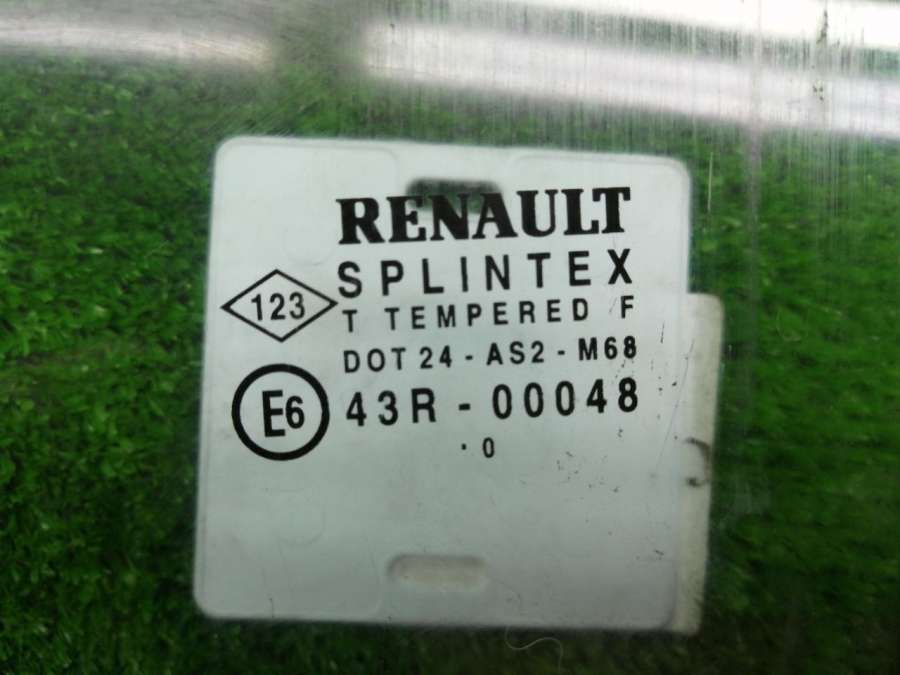 RENAULT
SPLINTEX
123
T TEMPERED F
DOT 24 - AS2 - M68
E6 43R - 00048
. 0